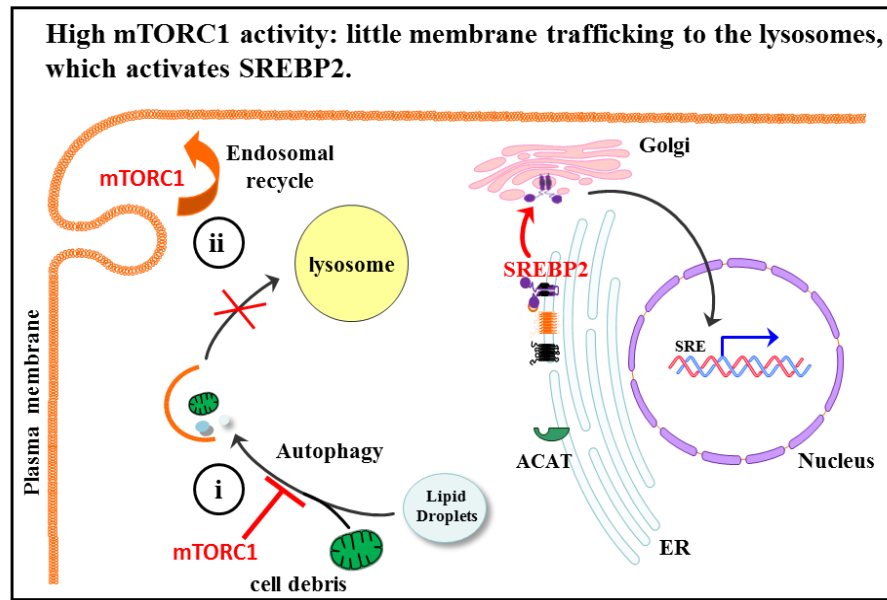 High mTORC1 activity: little membrane trafficking to the lysosomes,
which activates SREBP2.
Golgi
mTORC1
Endosomal
recycle
ii
lysosome
SREBP2
SRE
Plasma membrane
Autophagy
ACAT
Nucleus
i
Lipid
Droplets
mTORC1
ER
cell debris